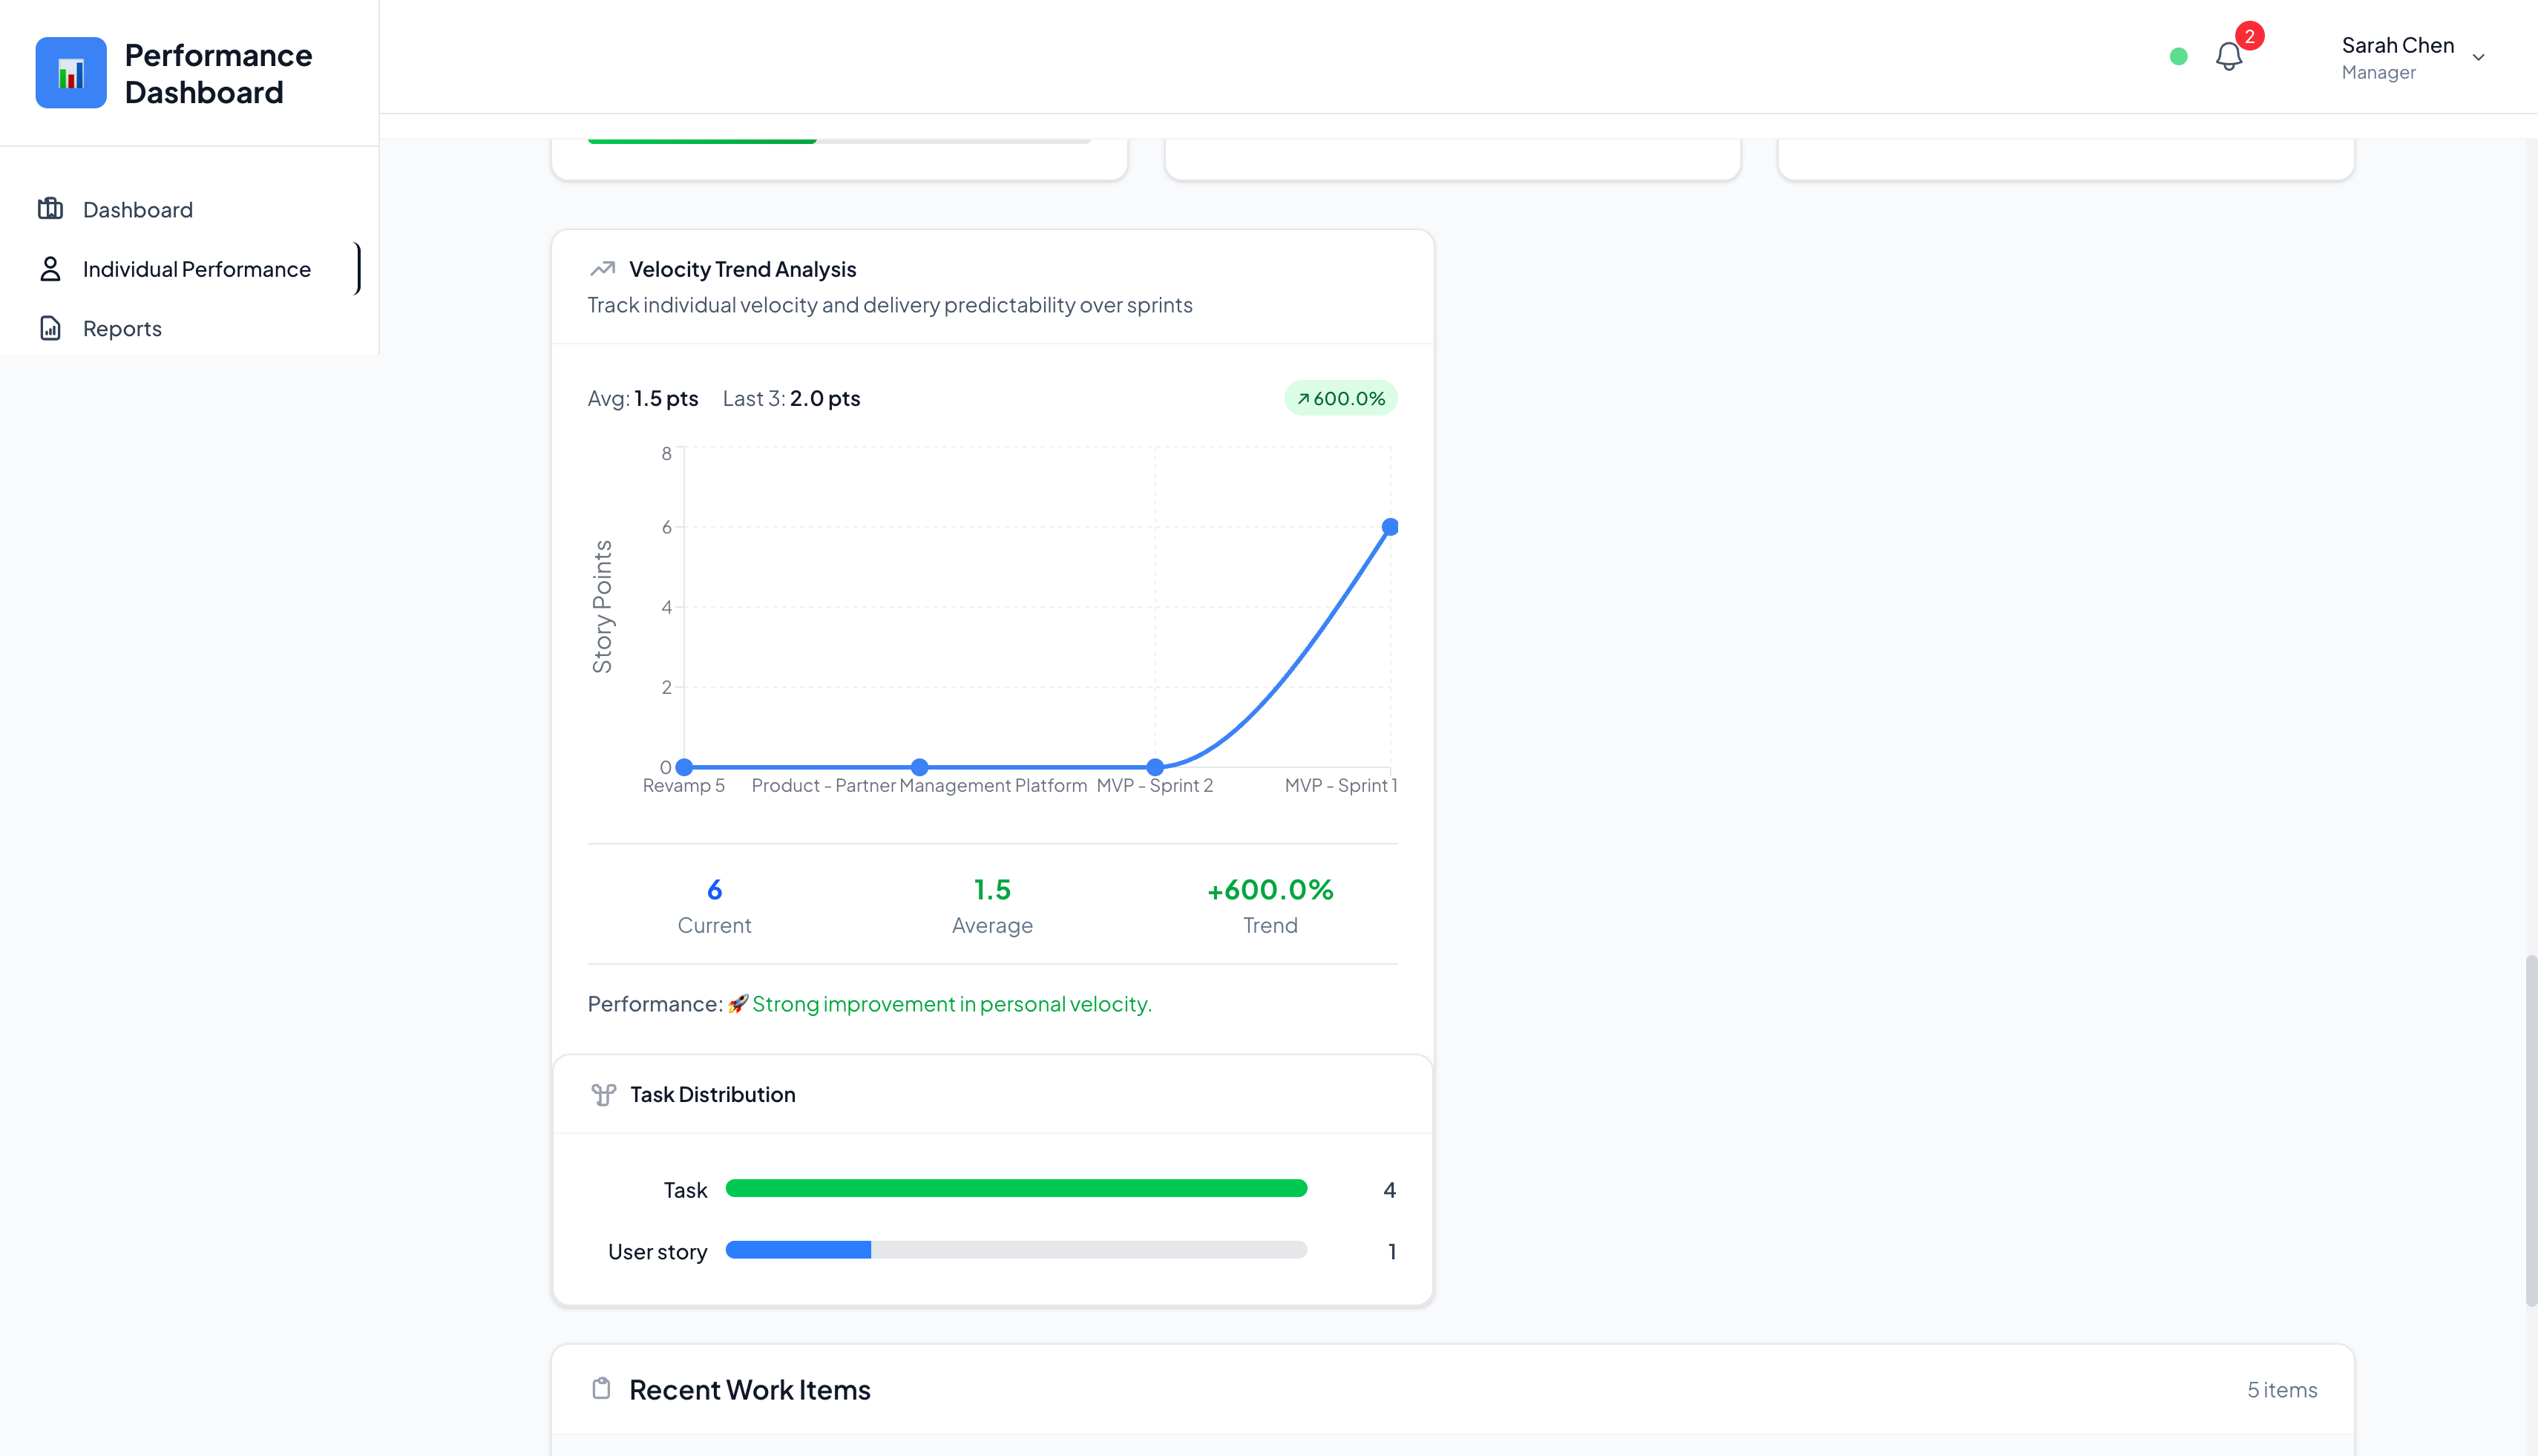 Performance
Dashboard
2
Sarah Chen
Manager
Dashboard
Individual Performance
Reports
Velocity Trend Analysis
Track individual velocity and delivery predictability over sprints
Avg: 1.5 pts Last 3: 2.0 pts
600.0%
8
6
4
2
0
Story Points
Revamp 5 Product - Partner Management Platform MVP - Sprint 2 MVP - Sprint 1
6
Current
1.5
Average
+600.0%
Trend
Performance: 🚀 Strong improvement in personal velocity.
Task Distribution
Task 4
User story 1
Recent Work Items 5 items